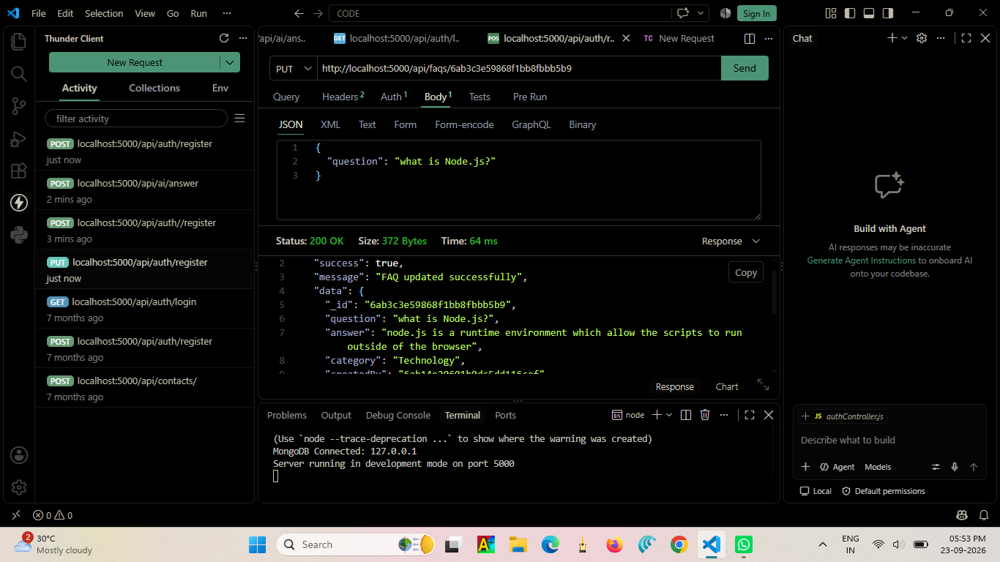 File Edit Selection View Go Run ··· CODE Sign In
Thunder Client
New Request
Activity Collections Env
filter activity
POST localhost:5000/api/auth/register
just now
POST localhost:5000/api/ai/answer
2 mins ago
POST localhost:5000/api/auth//register
3 mins ago
PUT localhost:5000/api/auth/register
just now
GET localhost:5000/api/auth/login
7 months ago
POST localhost:5000/api/auth/register
7 months ago
POST localhost:5000/api/contacts/
7 months ago
/api/ai/ans.. GET localhost:5000/api/auth/l.. POS localhost:5000/api/auth/r.. TC New Request
PUT http://localhost:5000/api/faqs/6ab3c3e59868f1bb8fbbb5b9 Send
Query Headers 2 Auth 1 Body 1 Tests Pre Run
JSON XML Text Form Form-encode GraphQL Binary
1 {
2 "question": "what is Node.js?"
3 }
Status: 200 OK Size: 372 Bytes Time: 64 ms Response
2 "success": true,
3 "message": "FAQ updated successfully",
Copy
4 "data": {
5 "_id": "6ab3c3e59868f1bb8fbbb5b9",
6 "question": "what is Node.js?",
7 "answer": "node.js is a runtime environment which allow the scripts to run
outside of the browser",
8 "category": "Technology",
Response Chart
Problems Output Debug Console Terminal Ports node
(Use `node --trace-deprecation ...` to show where the warning was created)
MongoDB Connected: 127.0.0.1
Server running in development mode on port 5000
Chat
Build with Agent
AI responses may be inaccurate
Generate Agent Instructions to onboard AI
onto your codebase.
JS authController.js
Describe what to build
Agent Models
Local Default permissions
0 0
2 30°C
Mostly cloudy
Search
ENG
IN
05:53 PM
23-09-2026